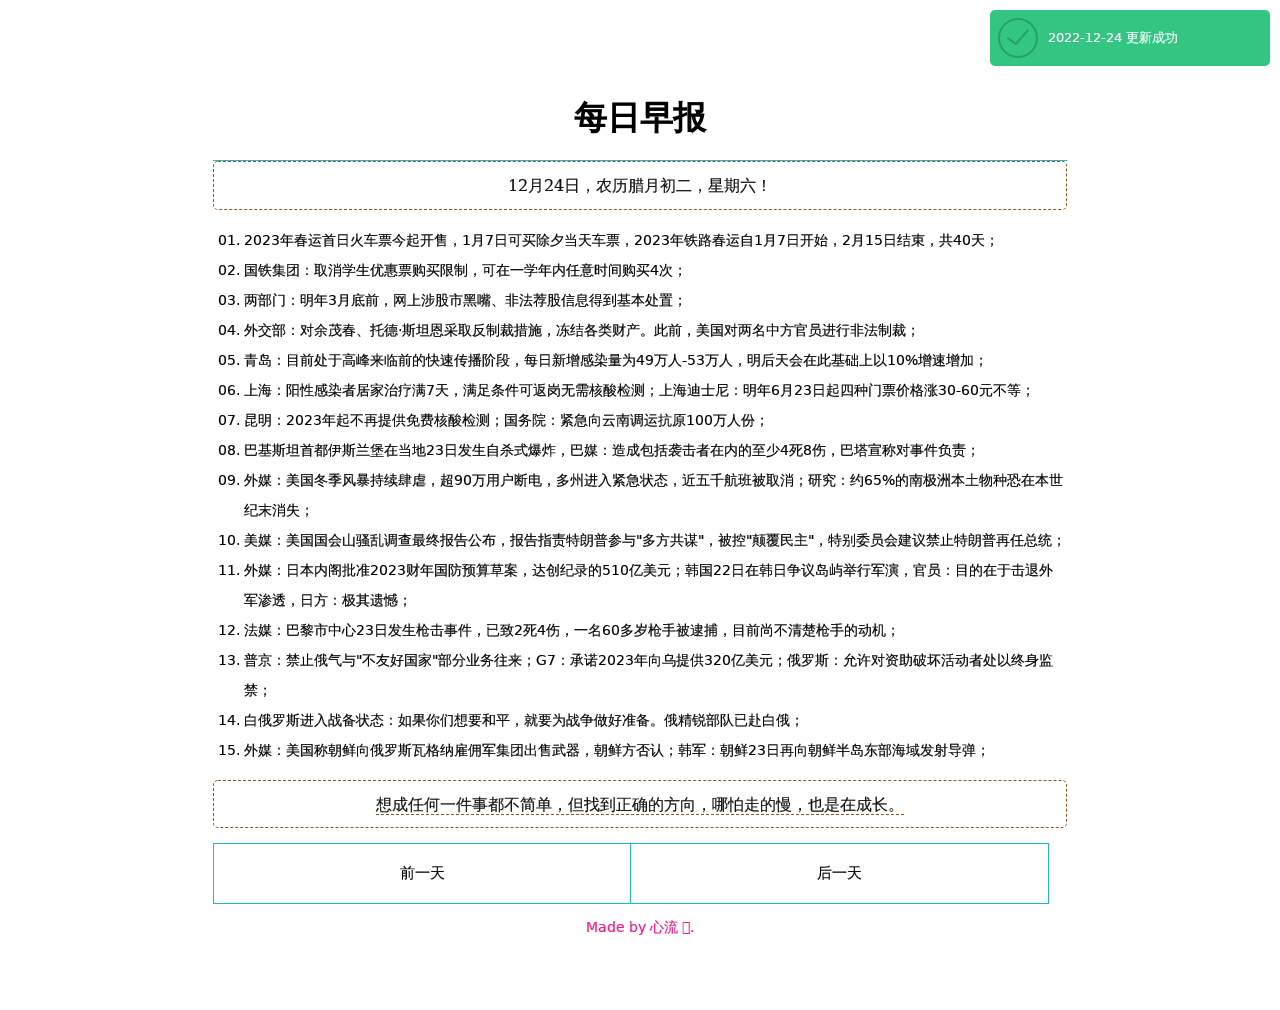 2022-12-24 更新成功
每日早报
12月24日，农历腊月初二，星期六！
01. 2023年春运首日火车票今起开售，1月7日可买除夕当天车票，2023年铁路春运自1月7日开始，2月15日结束，共40天；
02. 国铁集团：取消学生优惠票购买限制，可在一学年内任意时间购买4次；
03. 两部门：明年3月底前，网上涉股市黑嘴、非法荐股信息得到基本处置；
04. 外交部：对余茂春、托德·斯坦恩采取反制裁措施，冻结各类财产。此前，美国对两名中方官员进行非法制裁；
05. 青岛：目前处于高峰来临前的快速传播阶段，每日新增感染量为49万人-53万人，明后天会在此基础上以10%增速增加；
06. 上海：阳性感染者居家治疗满7天，满足条件可返岗无需核酸检测；上海迪士尼：明年6月23日起四种门票价格涨30-60元不等；
07. 昆明：2023年起不再提供免费核酸检测；国务院：紧急向云南调运抗原100万人份；
08. 巴基斯坦首都伊斯兰堡在当地23日发生自杀式爆炸，巴媒：造成包括袭击者在内的至少4死8伤，巴塔宣称对事件负责；
09. 外媒：美国冬季风暴持续肆虐，超90万用户断电，多州进入紧急状态，近五千航班被取消；研究：约65%的南极洲本土物种恐在本世
纪末消失；
10. 美媒：美国国会山骚乱调查最终报告公布，报告指责特朗普参与"多方共谋"，被控"颠覆民主"，特别委员会建议禁止特朗普再任总统；
11. 外媒：日本内阁批准2023财年国防预算草案，达创纪录的510亿美元；韩国22日在韩日争议岛屿举行军演，官员：目的在于击退外
军渗透，日方：极其遗憾；
12. 法媒：巴黎市中心23日发生枪击事件，已致2死4伤，一名60多岁枪手被逮捕，目前尚不清楚枪手的动机；
13. 普京：禁止俄气与"不友好国家"部分业务往来；G7：承诺2023年向乌提供320亿美元；俄罗斯：允许对资助破坏活动者处以终身监
禁；
14. 白俄罗斯进入战备状态：如果你们想要和平，就要为战争做好准备。俄精锐部队已赴白俄；
15. 外媒：美国称朝鲜向俄罗斯瓦格纳雇佣军集团出售武器，朝鲜方否认；韩军：朝鲜23日再向朝鲜半岛东部海域发射导弹；
想成任何一件事都不简单，但找到正确的方向，哪怕走的慢，也是在成长。
前一天
后一天
Made by 心流 .